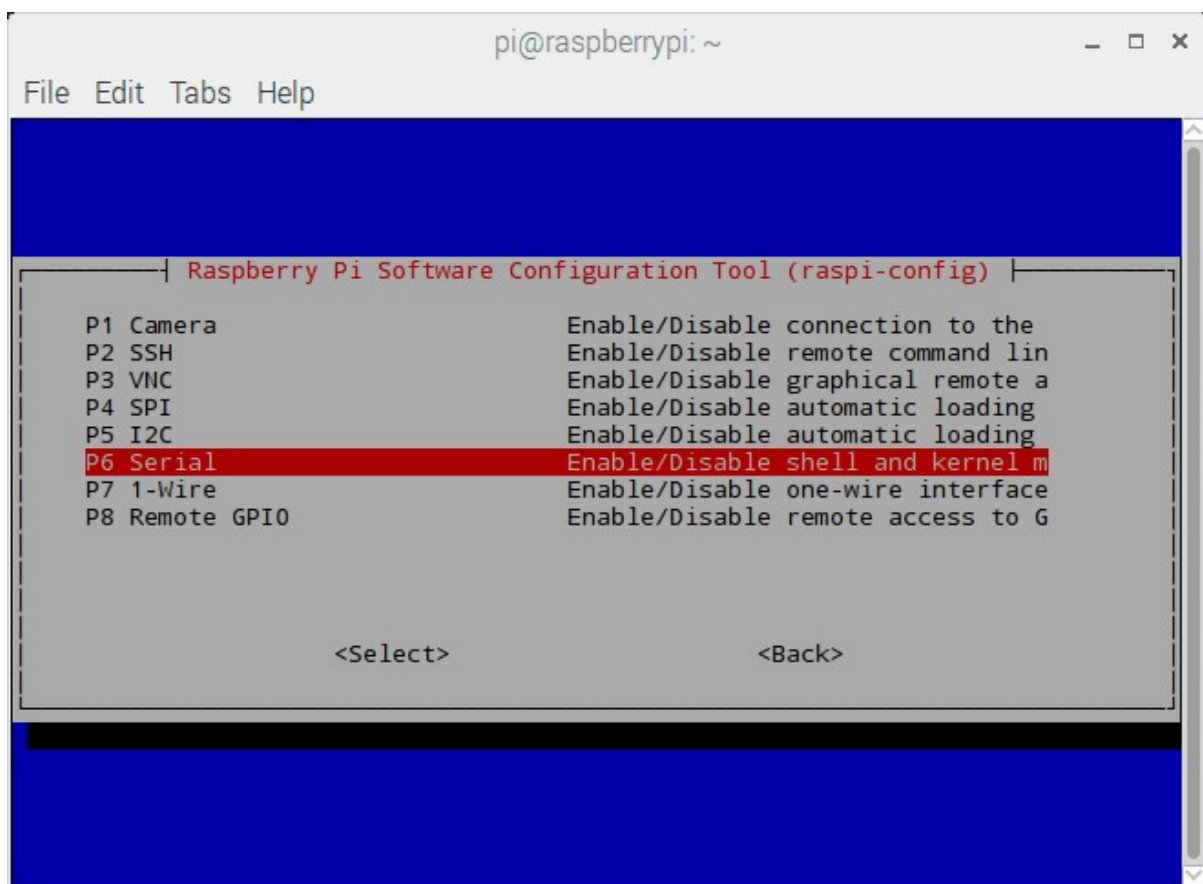 pi@raspberrypi: ~
File Edit Tabs Help
Raspberry Pi Software Configuration Tool (raspi-config)
P1 Camera Enable/Disable connection to the
P2 SSH Enable/Disable remote command lin
P3 VNC Enable/Disable graphical remote a
P4 SPI Enable/Disable automatic loading
P5 I2C Enable/Disable automatic loading
P6 Serial Enable/Disable shell and kernel m
P7 1-Wire Enable/Disable one-wire interface
P8 Remote GPIO Enable/Disable remote access to G
<Select> <Back>